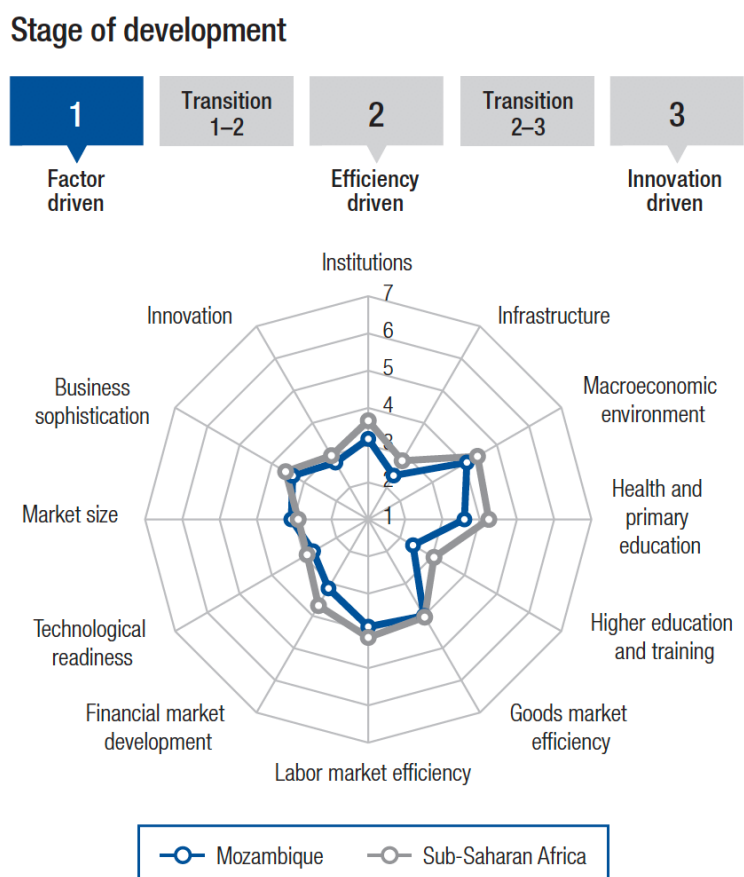 Stage of development
1
Transition
1–2
2
Transition
2–3
3
Factor
driven
Efficiency
driven
Innovation
driven
Institutions
Infrastructure
Macroeconomic
environment
Health and
primary
education
Higher education
and training
Goods market
efficiency
Labor market efficiency
Financial market
development
Technological
readiness
Market size
Business
sophistication
Innovation
7
6
5
4
3
2
1
Mozambique
Sub-Saharan Africa